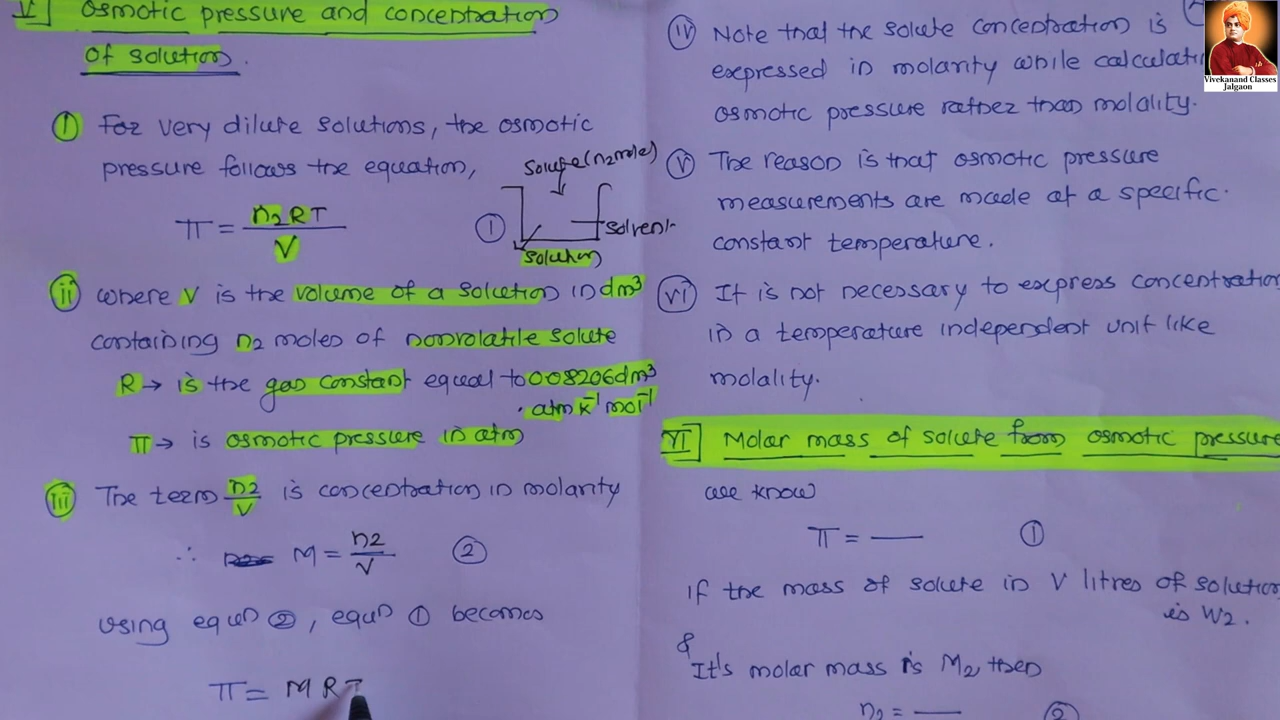 V] Osmotic pressure and concentration
of solution.
① For very dilute solutions, the osmotic
pressure follows the equation,
π = n2RT / V ①
Solute (n2 mole)
solvent
solution
ⓘⓘ where V is the volume of a solution in dm³
containing n2 moles of nonvolatile solute
R → is the gas constant equal to 0.08206 dm³
. atm K⁻¹ mol⁻¹
π → is osmotic pressure in atm
ⓘⓘⓘ The term n2/V is concentration in molarity
∴ M = n2/V ②
using equn ②, equn ① becomes
π = M R T
ⓘⓥ Note that the solute concentration is
expressed in molarity while calculati
osmotic pressure rather than molality.
ⓥ The reason is that osmotic pressure
measurements are made at a specific.
constant temperature.
ⓥⓘ It is not necessary to express concentration
in a temperature independent unit like
molality.
VI] Molar mass of solute from osmotic pressure
we know
π = — ①
If the mass of solute in V litres of solution
is W2.
&
It's molar mass is M2 then
n2 = — ②
Vivekanand Classes
Jalgaon